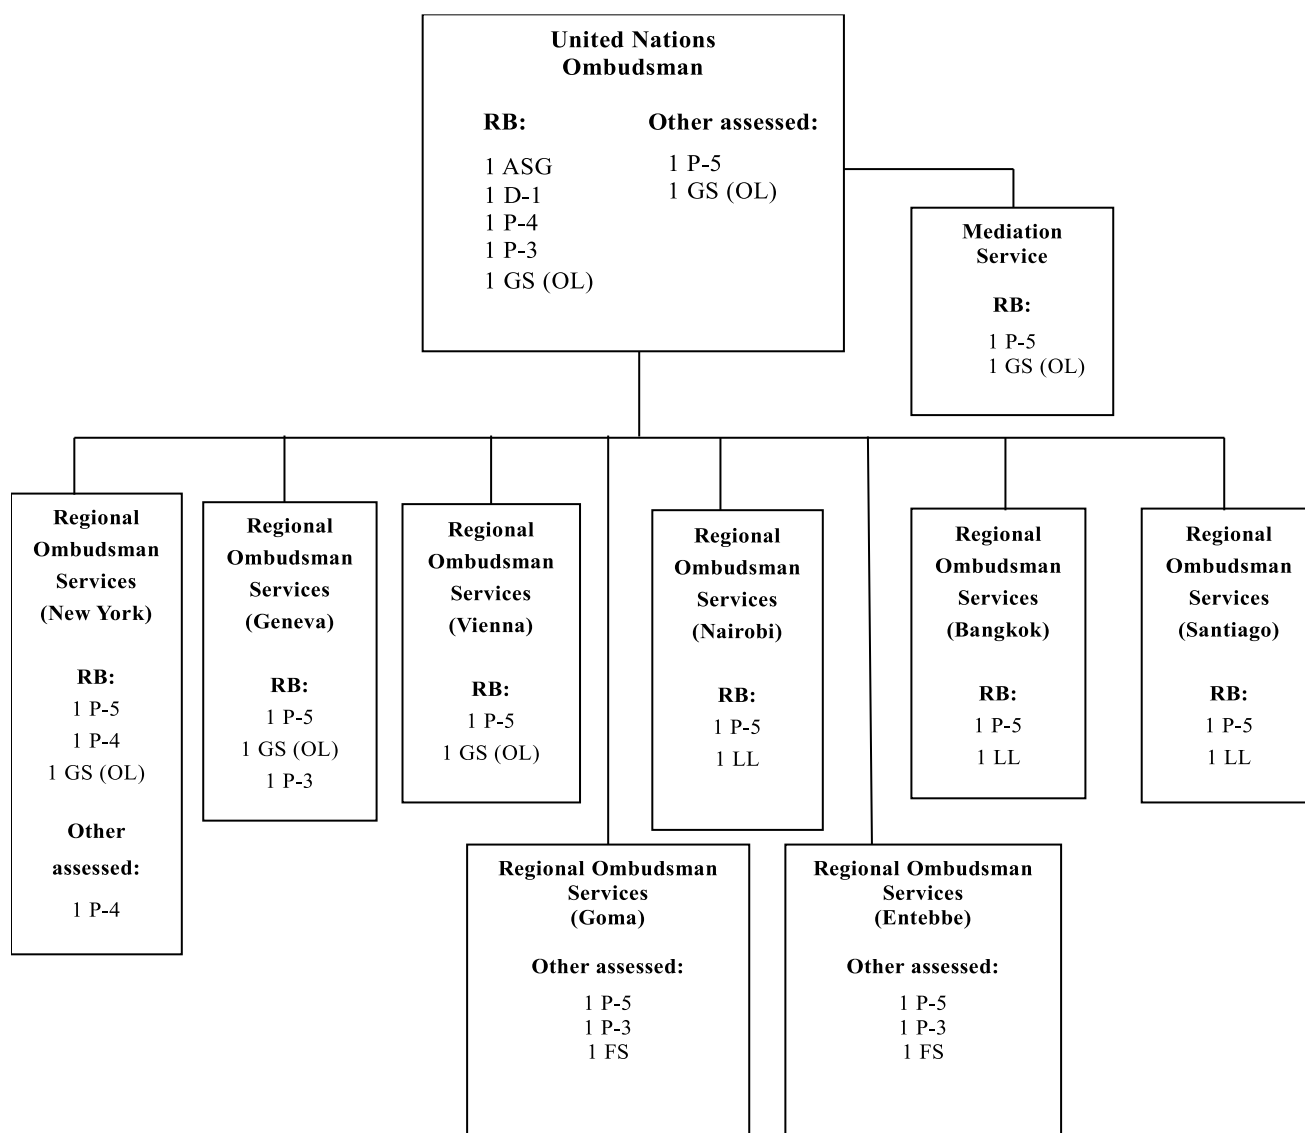 United Nations
Ombudsman
RB:
1 ASG
1 D-1
1 P-4
1 P-3
1 GS (OL)
Other assessed:
1 P-5
1 GS (OL)
Mediation
Service
RB:
1 P-5
1 GS (OL)
Regional
Ombudsman
Services
(New York)
RB:
1 P-5
1 P-4
1 GS (OL)
Other
assessed:
1 P-4
Regional
Ombudsman
Services
(Geneva)
RB:
1 P-5
1 GS (OL)
1 P-3
Regional
Ombudsman
Services
(Vienna)
RB:
1 P-5
1 GS (OL)
Regional
Ombudsman
Services
(Nairobi)
RB:
1 P-5
1 LL
Regional
Ombudsman
Services
(Bangkok)
RB:
1 P-5
1 LL
Regional
Ombudsman
Services
(Santiago)
RB:
1 P-5
1 LL
Regional Ombudsman
Services
(Goma)
Other assessed:
1 P-5
1 P-3
1 FS
Regional Ombudsman
Services
(Entebbe)
Other assessed:
1 P-5
1 P-3
1 FS